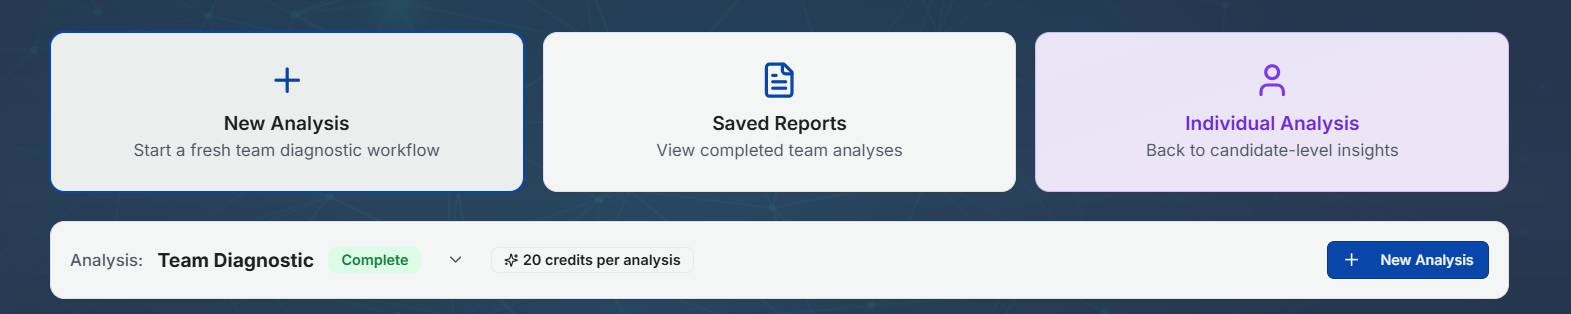 New Analysis
Start a fresh team diagnostic workflow
Saved Reports
View completed team analyses
Individual Analysis
Back to candidate-level insights
Analysis: Team Diagnostic Complete 20 credits per analysis New Analysis